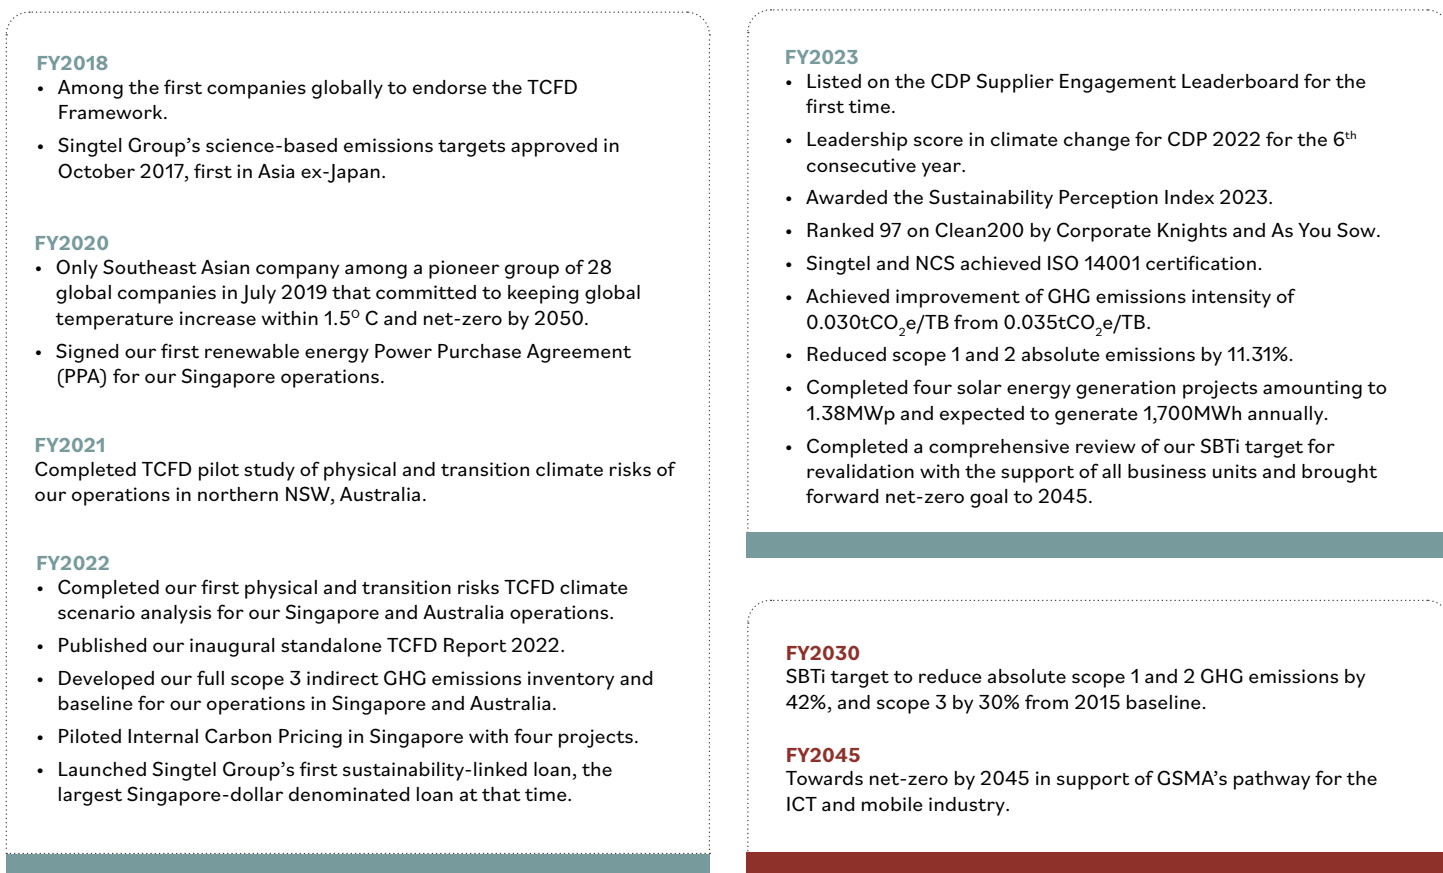 FY2018
• Among the first companies globally to endorse the TCFD
Framework.
• Singtel Group’s science-based emissions targets approved in
October 2017, first in Asia ex-Japan.
FY2020
• Only Southeast Asian company among a pioneer group of 28
global companies in July 2019 that committed to keeping global
temperature increase within 1.5⁰ C and net-zero by 2050.
• Signed our first renewable energy Power Purchase Agreement
(PPA) for our Singapore operations.
FY2021
Completed TCFD pilot study of physical and transition climate risks of
our operations in northern NSW, Australia.
FY2022
• Completed our first physical and transition risks TCFD climate
scenario analysis for our Singapore and Australia operations.
• Published our inaugural standalone TCFD Report 2022.
• Developed our full scope 3 indirect GHG emissions inventory and
baseline for our operations in Singapore and Australia.
• Piloted Internal Carbon Pricing in Singapore with four projects.
• Launched Singtel Group’s first sustainability-linked loan, the
largest Singapore-dollar denominated loan at that time.
FY2023
• Listed on the CDP Supplier Engagement Leaderboard for the
first time.
• Leadership score in climate change for CDP 2022 for the 6th
consecutive year.
• Awarded the Sustainability Perception Index 2023.
• Ranked 97 on Clean200 by Corporate Knights and As You Sow.
• Singtel and NCS achieved ISO 14001 certification.
• Achieved improvement of GHG emissions intensity of
0.030tCO₂e/TB from 0.035tCO₂e/TB.
• Reduced scope 1 and 2 absolute emissions by 11.31%.
• Completed four solar energy generation projects amounting to
1.38MWp and expected to generate 1,700MWh annually.
• Completed a comprehensive review of our SBTi target for
revalidation with the support of all business units and brought
forward net-zero goal to 2045.
FY2030
SBTi target to reduce absolute scope 1 and 2 GHG emissions by
42%, and scope 3 by 30% from 2015 baseline.
FY2045
Towards net-zero by 2045 in support of GSMA’s pathway for the
ICT and mobile industry.